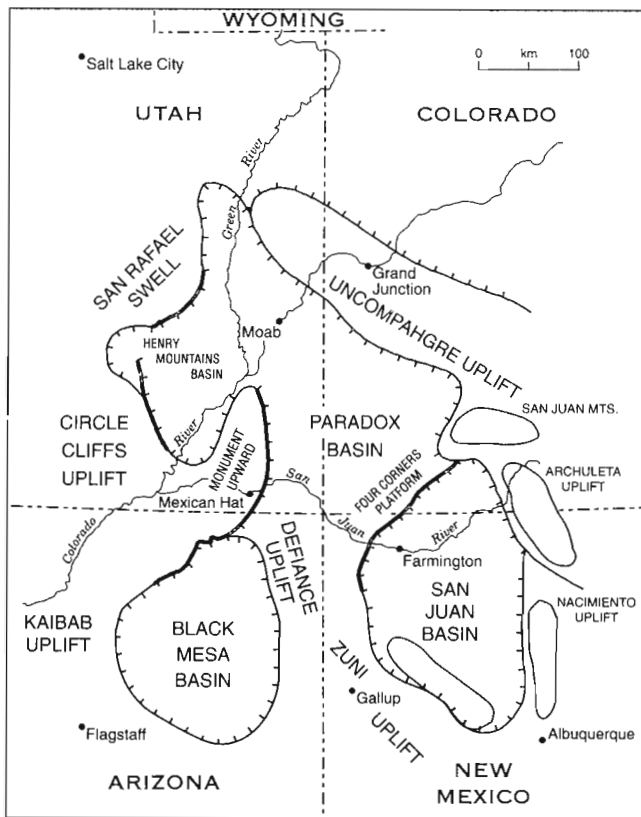 WYOMING
0 km 100
Salt Lake City
UTAH
COLORADO
Green River
SAN RAFAEL
SWELL
Grand
Junction
UNCOMPAHGRE UPLIFT
Moab
HENRY
MOUNTAINS
BASIN
SAN JUAN MTS.
CIRCLE
CLIFFS
UPLIFT
River
MONUMENT
UPWARD
PARADOX
BASIN
FOUR CORNERS
PLATFORM
ARCHULETA
UPLIFT
San
Mexican Hat
Colorado
Juan
River
DEFIANCE
UPLIFT
Farmington
KAIBAB
UPLIFT
BLACK
MESA
BASIN
SAN
JUAN
BASIN
NACIMIENTO
UPLIFT
ZUNI
UPLIFT
Gallup
Flagstaff
Albuquerque
ARIZONA
NEW
MEXICO